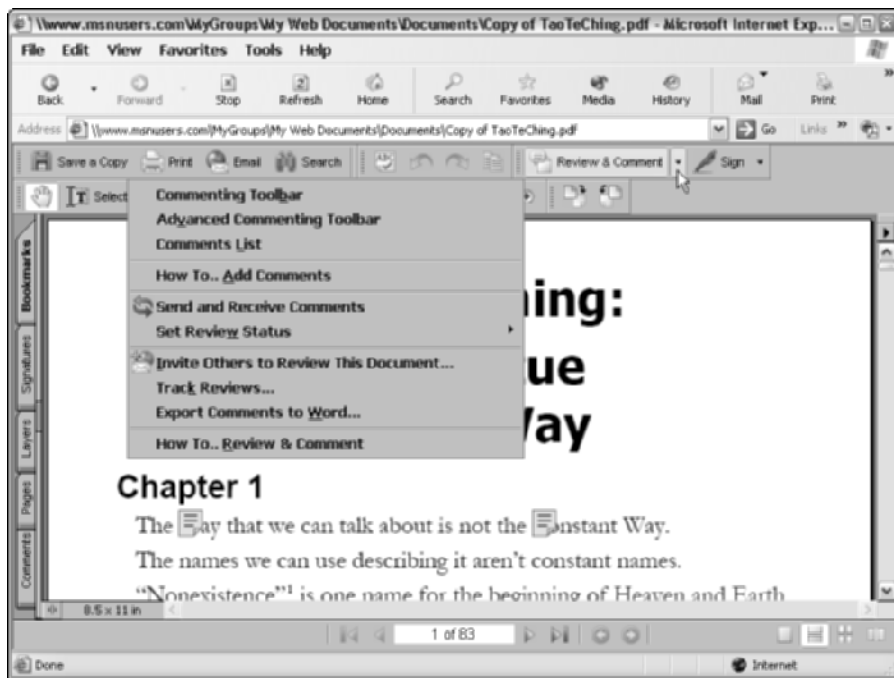 \\www.msnusers.com\MyGroups\My Web Documents\Documents\Copy of TaoTeChing.pdf - Microsoft Internet Exp...
File Edit View Favorites Tools Help
Back Forward Stop Refresh Home Search Favorites Media History Mail Print
Address \\www.msnusers.com\MyGroups\My Web Documents\Documents\Copy of TaoTeChing.pdf Go Links
Save a Copy Print Email Search Review & Comment Sign
Select
Commenting Toolbar
Advanced Commenting Toolbar
Comments List
How To.. Add Comments
Send and Receive Comments
Set Review Status
Invite Others to Review This Document...
Track Reviews...
Export Comments to Word...
How To.. Review & Comment
Bookmarks
Signatures
Layers
Pages
Comments
ing:
ue
ay
Chapter 1
The ay that we can talk about is not the onstant Way.
The names we can use describing it aren't constant names.
“Nonexistence”¹ is one name for the beginning of Heaven and Earth
8.5 x 11 in
1 of 83
Done Internet